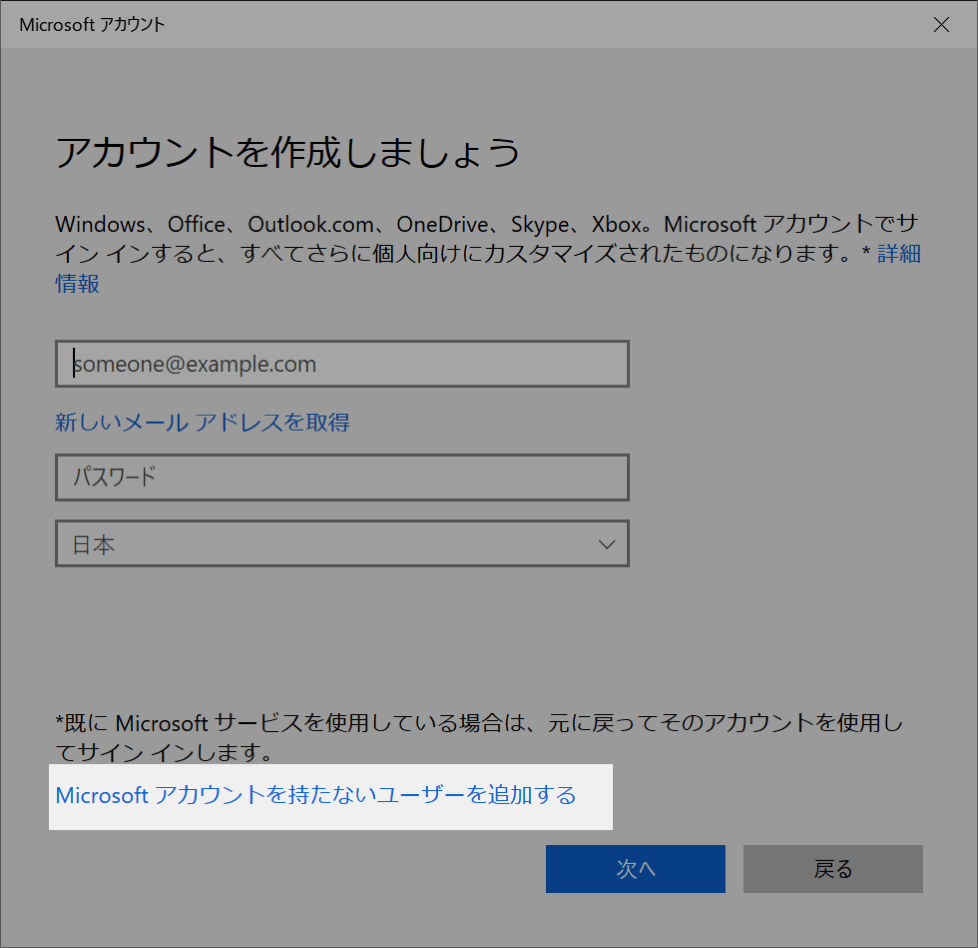 Microsoft アカウント
アカウントを作成しましょう
Windows、Office、Outlook.com、OneDrive、Skype、Xbox。Microsoft アカウントでサ
イン インすると、すべてさらに個人向けにカスタマイズされたものになります。* 詳細
情報
someone@example.com
新しいメール アドレスを取得
パスワード
日本
*既に Microsoft サービスを使用している場合は、元に戻ってそのアカウントを使用し
てサイン インします。
Microsoft アカウントを持たないユーザーを追加する
次へ
戻る